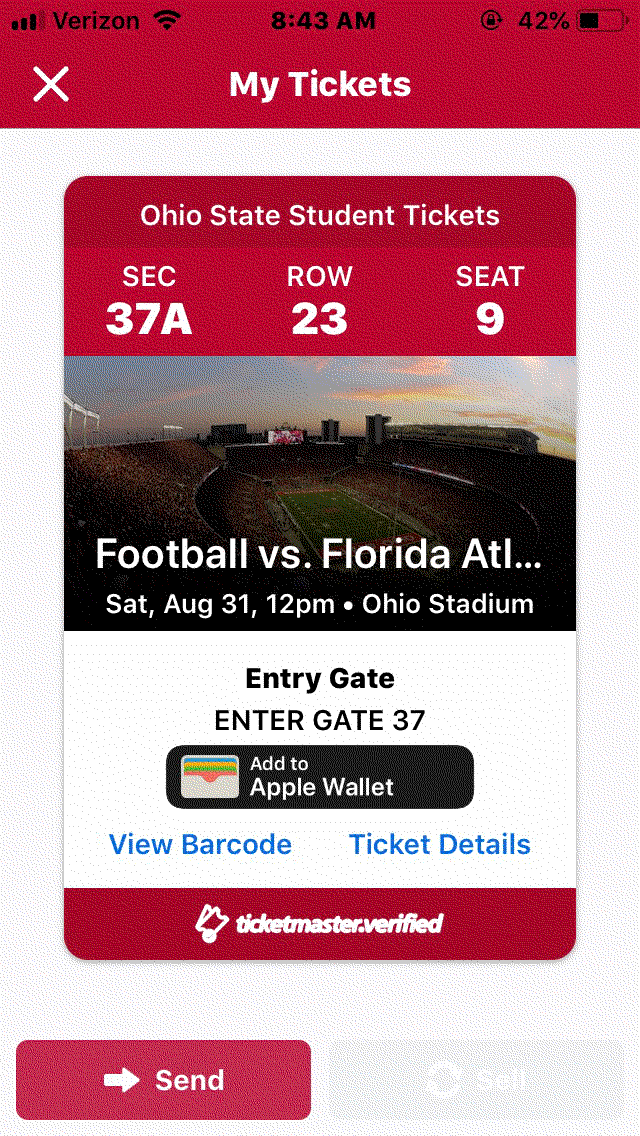 Verizon 8:43 AM 42%
My Tickets
Ohio State Student Tickets
SEC ROW SEAT
37A 23 9
Football vs. Florida Atl...
Sat, Aug 31, 12pm • Ohio Stadium
Entry Gate
ENTER GATE 37
Add to
Apple Wallet
View Barcode Ticket Details
ticketmaster.verified
Send Sell